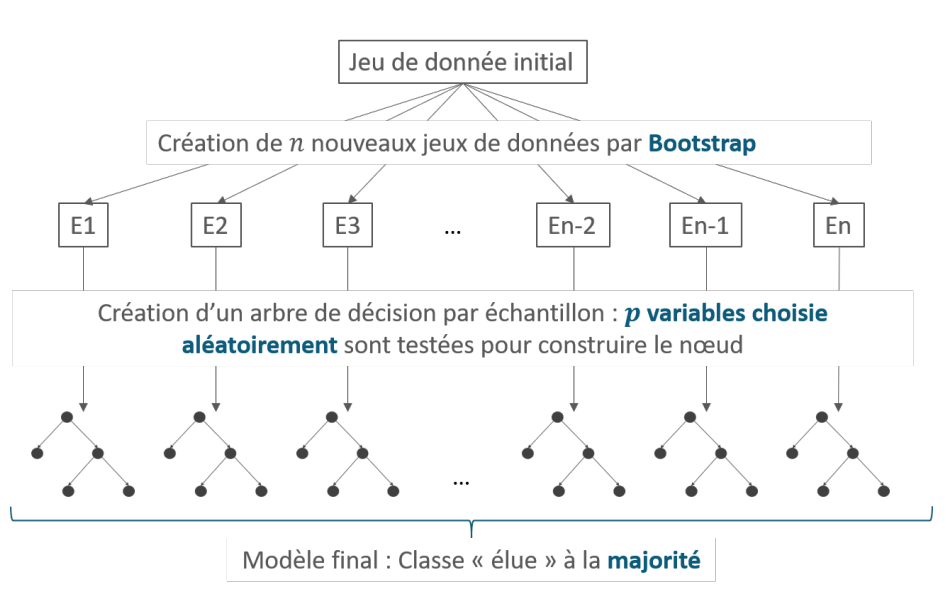 Jeu de donnée initial
Création de n nouveaux jeux de données par Bootstrap
E1 E2 E3 ... En-2 En-1 En
Création d’un arbre de décision par échantillon : p variables choisie
aléatoirement sont testées pour construire le nœud
...
Modèle final : Classe « élue » à la majorité